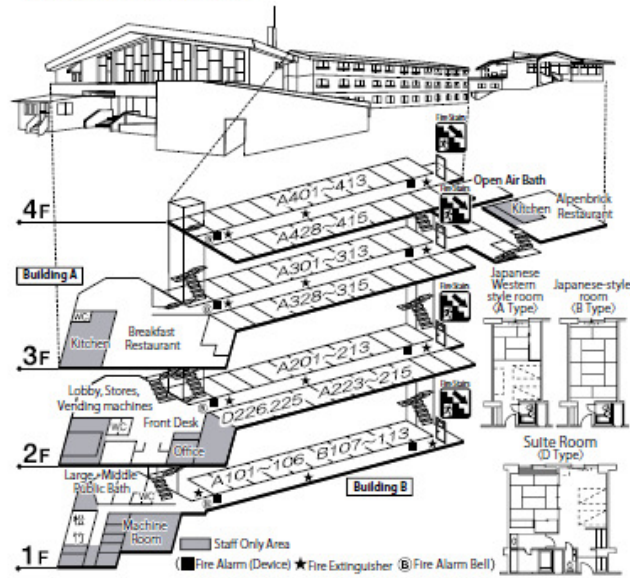 Fire Stairs
4F
A401~413
Open Air Bath
Fire Stairs
A428~415
Kitchen
Alpenbrick
Restaurant
Building A
A301~313
A328~315
Fire Stairs
WC
Kitchen
Breakfast
Restaurant
3F
A201~213
Japanese
Western
style room
〈A Type〉
Japanese-style
room
〈B Type〉
Lobby, Stores,
Vending machines
WC
Front Desk
Office
D226,225
A223~215
Fire Stairs
2F
Large・Middle
Public Bath
WC
A101~106
B107~113
Building B
Machine
Room
1F
Suite Room
〈D Type〉
Staff Only Area
(■Fire Alarm (Device) ★Fire Extinguisher Ⓑ Fire Alarm Bell)